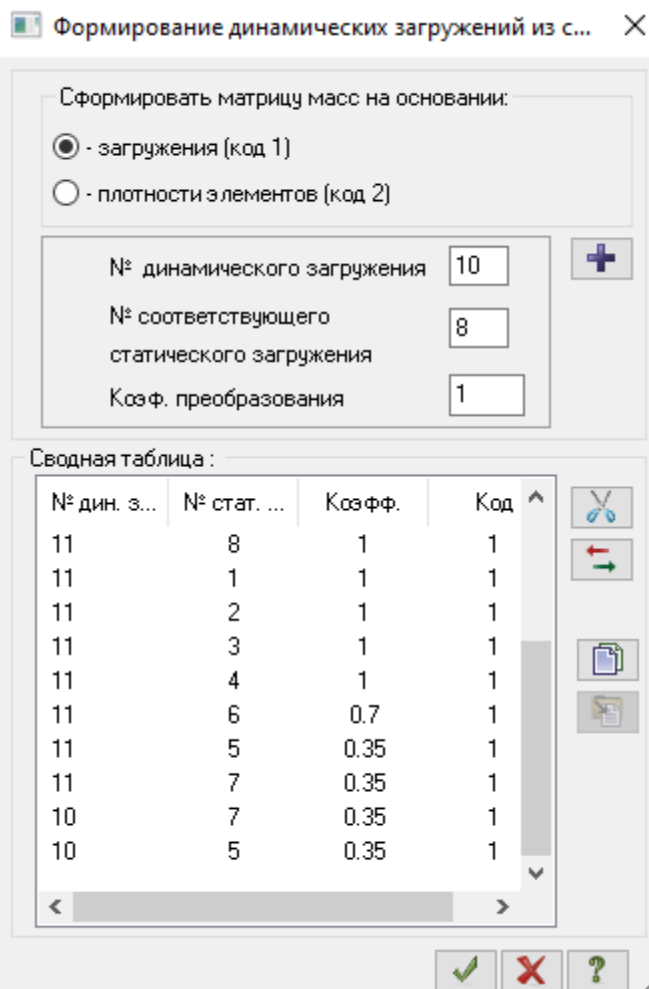 Формирование динамических загружений из с...
Сформировать матрицу масс на основании:
- загружения (код 1)
- плотности элементов (код 2)
№ динамического загружения 10
№ соответствующего
статического загружения 8
Коэф. преобразования 1
Сводная таблица :
№ дин. з... № стат. ... Коэфф. Код
11 8 1 1
11 1 1 1
11 2 1 1
11 3 1 1
11 4 1 1
11 6 0.7 1
11 5 0.35 1
11 7 0.35 1
10 7 0.35 1
10 5 0.35 1